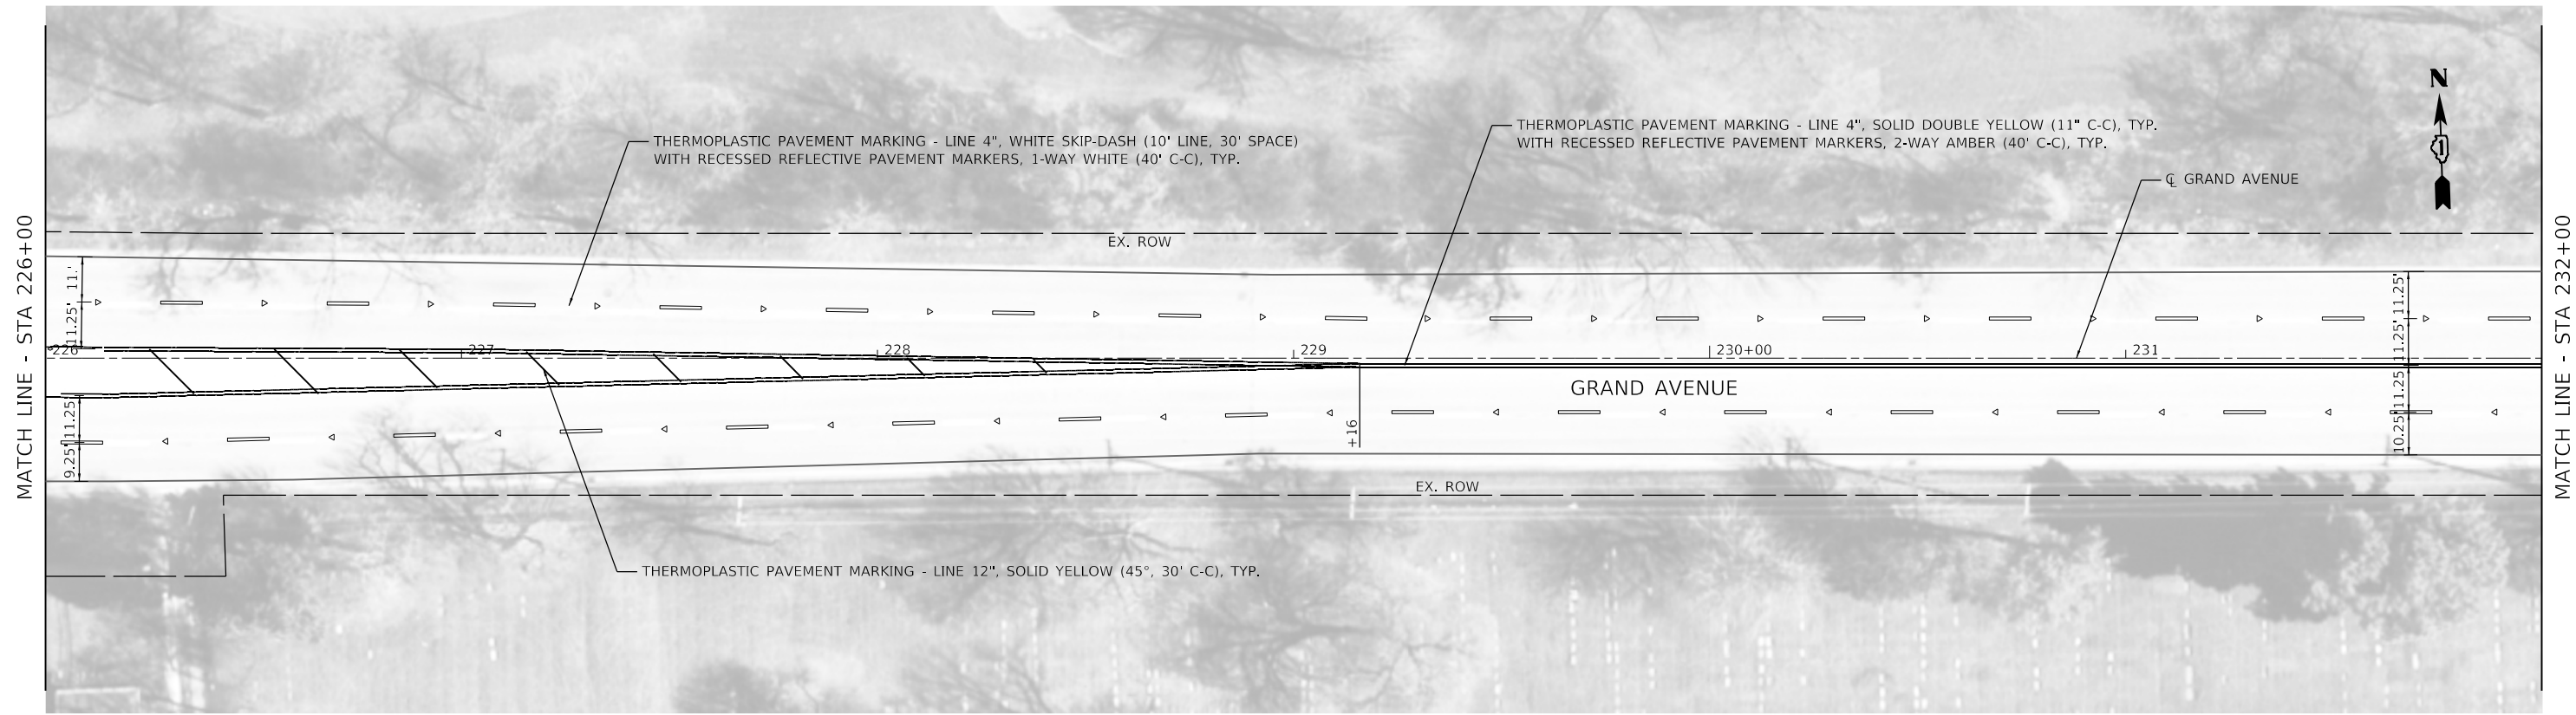 N
1
THERMOPLASTIC PAVEMENT MARKING - LINE 4", WHITE SKIP-DASH (10' LINE, 30' SPACE)
WITH RECESSED REFLECTIVE PAVEMENT MARKERS, 1-WAY WHITE (40' C-C), TYP.
THERMOPLASTIC PAVEMENT MARKING - LINE 4", SOLID DOUBLE YELLOW (11" C-C), TYP.
WITH RECESSED REFLECTIVE PAVEMENT MARKERS, 2-WAY AMBER (40' C-C), TYP.
℄ GRAND AVENUE
MATCH LINE - STA 226+00
MATCH LINE - STA 232+00
EX. ROW
11.'
11.25'
11.25'
11.25'
226
227
228
229
230+00
231
GRAND AVENUE
11.25'
9.25'
+16
11.25'
10.25'
EX. ROW
THERMOPLASTIC PAVEMENT MARKING - LINE 12", SOLID YELLOW (45°, 30' C-C), TYP.